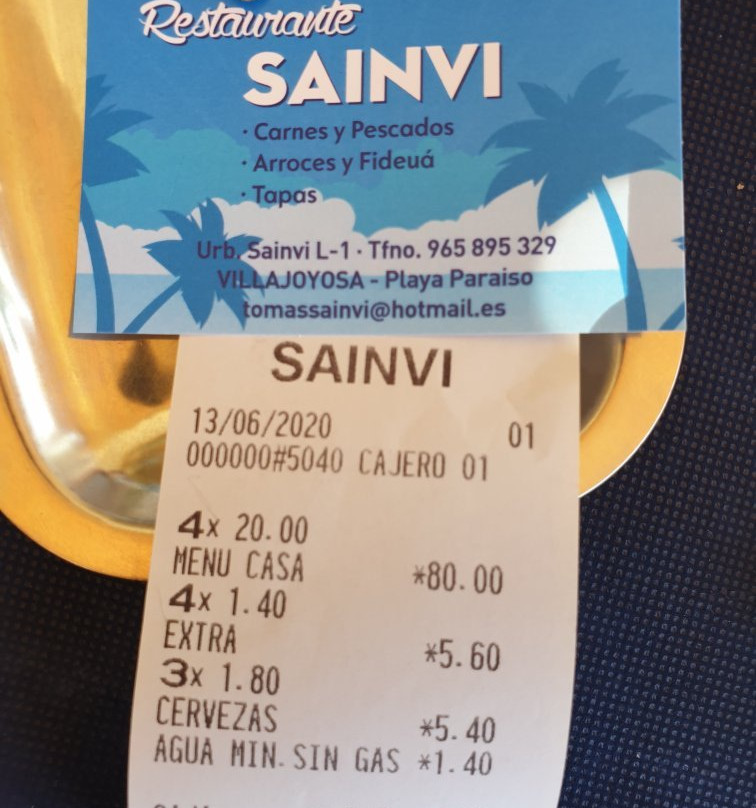 Restaurante
SAINVI
· Carnes y Pescados
· Arroces y Fideuá
· Tapas
Urb. Sainvi L-1 · Tfno. 965 895 329
VILLAJOYOSA - Playa Paraiso
tomassainvi@hotmail.es
SAINVI
13/06/2020 01
000000#5040 CAJERO 01
4x 20.00
MENU CASA *80.00
4x 1.40
EXTRA *5.60
3x 1.80
CERVEZAS *5.40
AGUA MIN. SIN GAS *1.40